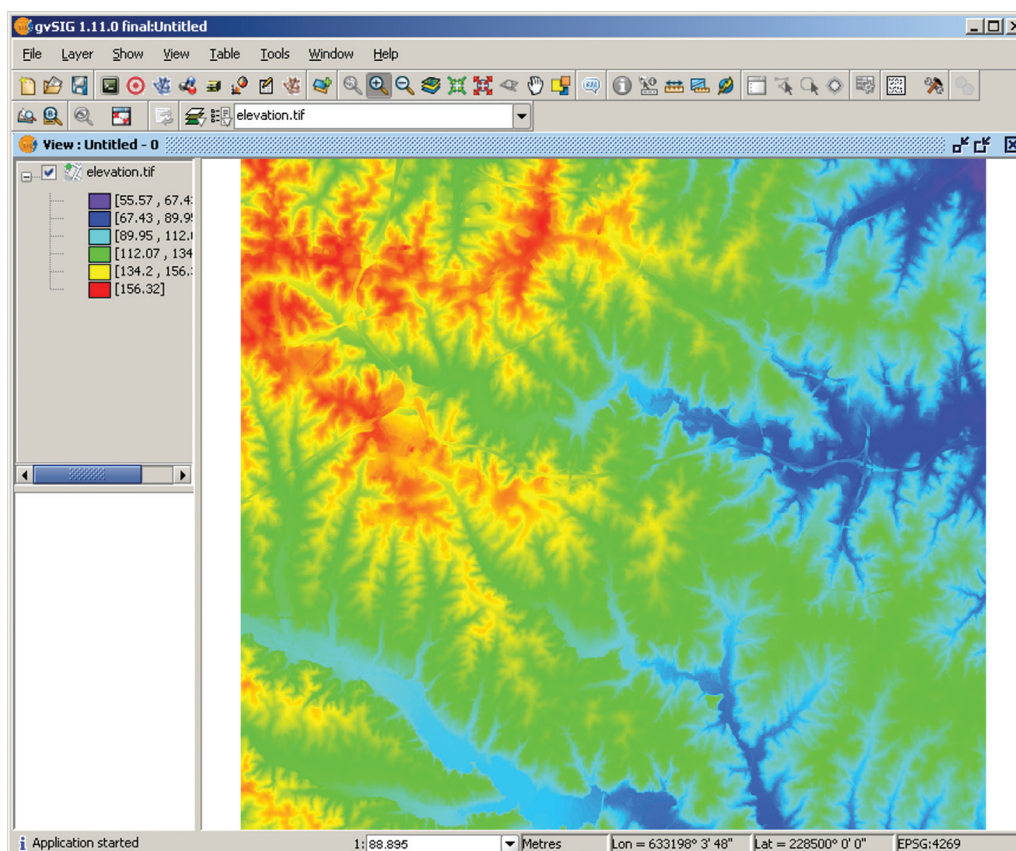 gvSIG 1.11.0 final:Untitled
File Layer Show View Table Tools Window Help
elevation.tif
View : Untitled - 0
elevation.tif
[55.57 , 67.4
[67.43 , 89.9
[89.95 , 112.
[112.07 , 134
[134.2 , 156.
[156.32]
Application started 1: 88.895 Metres Lon = 633198º 3' 48" Lat = 228500º 0' 0" EPSG:4269